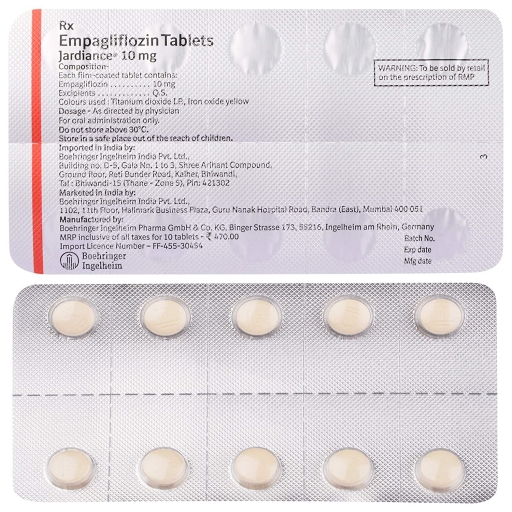 Rx
Empagliflozin Tablets
Jardiance® 10 mg
Composition-
Each film-coated tablet contains:
Empagliflozin .......... 10 mg
Excipients ............ Q.S.
Colours used : Titanium dioxide I.P., Iron oxide yellow
Dosage - As directed by physician
For oral administration only.
Do not store above 30°C.
Store in a safe place out of the reach of children.
WARNING: To be sold by retail
on the prescription of RMP
Imported in India by:
Boehringer Ingelheim India Pvt. Ltd.,
Building no. D-5, Gala No. 1 to 3, Shree Arihant Compound,
Ground floor, Reti Bunder Road, Kalher, Bhiwandi,
Tal : Bhiwandi-15 (Thane - Zone 5), Pin: 421302
Marketed in India by:
Boehringer Ingelheim India Pvt. Ltd.,
1102, 11th Floor, Hallmark Business Plaza, Guru Nanak Hospital Road, Bandra (East), Mumbai 400 051
Manufactured by:
Boehringer Ingelheim Pharma GmbH & Co. KG, Binger Strasse 173, 55216, Ingelheim am Rhein, Germany
MRP inclusive of all taxes for 10 tablets - ₹ 470.00
Import Licence Number - FF-455-30454
Boehringer
Ingelheim
Batch No.
Exp date
Mfg date
3